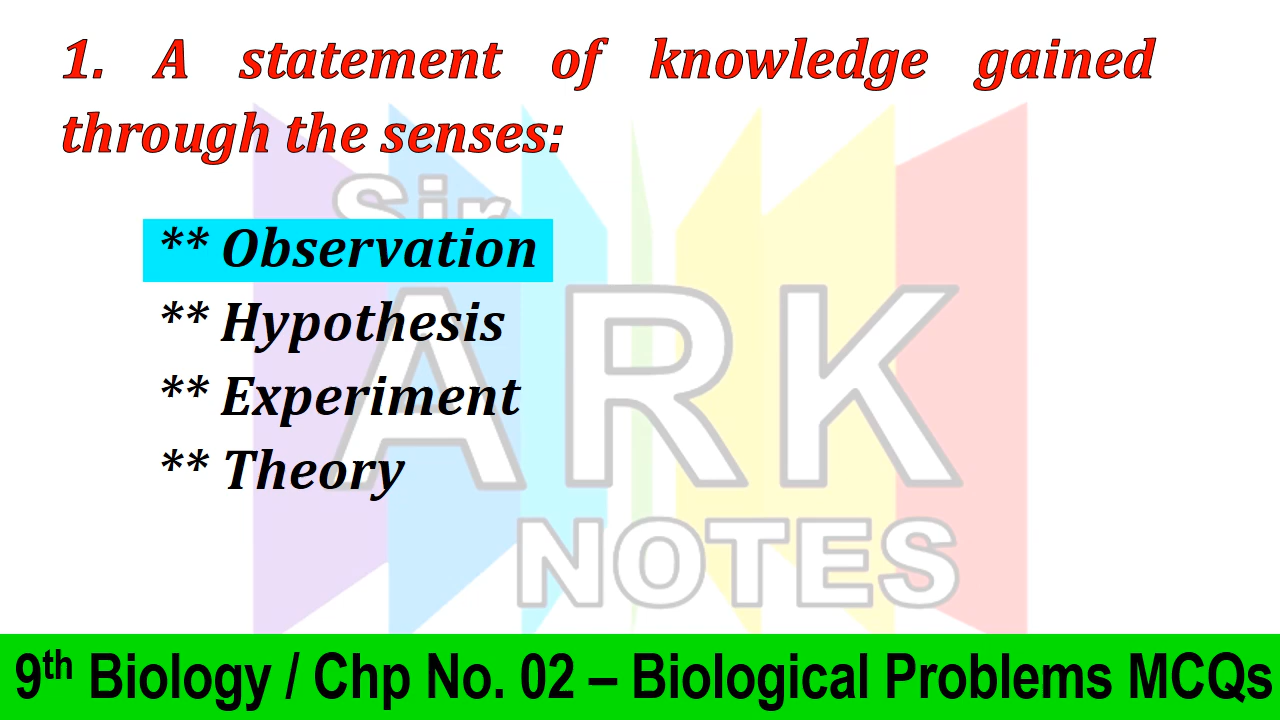 1. A statement of knowledge gained
through the senses:
Sir
** Observation
** Hypothesis
ARK
** Experiment
** Theory
NOTES
9th Biology / Chp No. 02 – Biological Problems MCQs